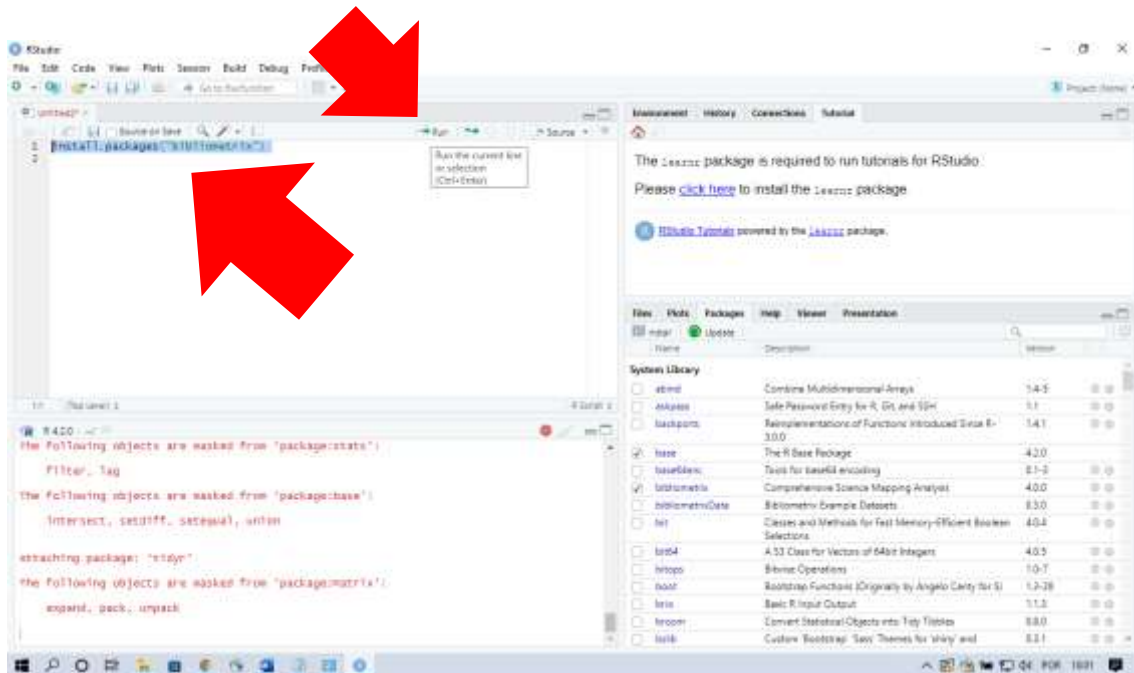 RStudio
File Edit Code View Plots Session Build Debug
Go to file/function
Project: (None)
Untitled1*
Source on Save
Run
Source
1 install.packages("bibliometrix")
2
Run the current line
or selection
(Ctrl+Enter)
(Top Level)
R Script
R 4.2.0
The following objects are masked from 'package:stats':
filter, lag
The following objects are masked from 'package:base':
intersect, setdiff, setequal, union
attaching package: 'tidyr'
The following objects are masked from 'package:Matrix':
expand, pack, unpack
Environment History Connections Tutorial
The learnr package is required to run tutorials for RStudio
Please click here to install the learnr package
RStudio Tutorials powered by the learnr package.
Files Plots Packages Help Viewer Presentation
Install Update
Name Description Version
System Library
abind Combine Multidimensional Arrays 1.4-5
askpass Safe Password Entry for R, Git, and SSH 1.1
backports Reimplementations of Functions Introduced Since R-
3.0.0 1.4.1
base The R Base Package 4.2.0
base64enc Tools for base64 encoding 0.1-3
bibliometrix Comprehensive Science Mapping Analysis 4.0.0
bibliometrixData Bibliometrix Example Datasets 0.3.0
bit Classes and Methods for Fast Memory-Efficient Boolean
Selections 4.0.4
bit64 A S3 Class for Vectors of 64bit Integers 4.0.5
bitops Bitwise Operations 1.0-7
boot Bootstrap Functions (Originally by Angelo Canty for S) 1.3-28
brio Basic R Input Output 1.1.3
broom Convert Statistical Objects into Tidy Tibbles 0.8.0
bslib Custom 'Bootstrap' 'Sass' Themes for 'shiny' and 0.3.1
POR